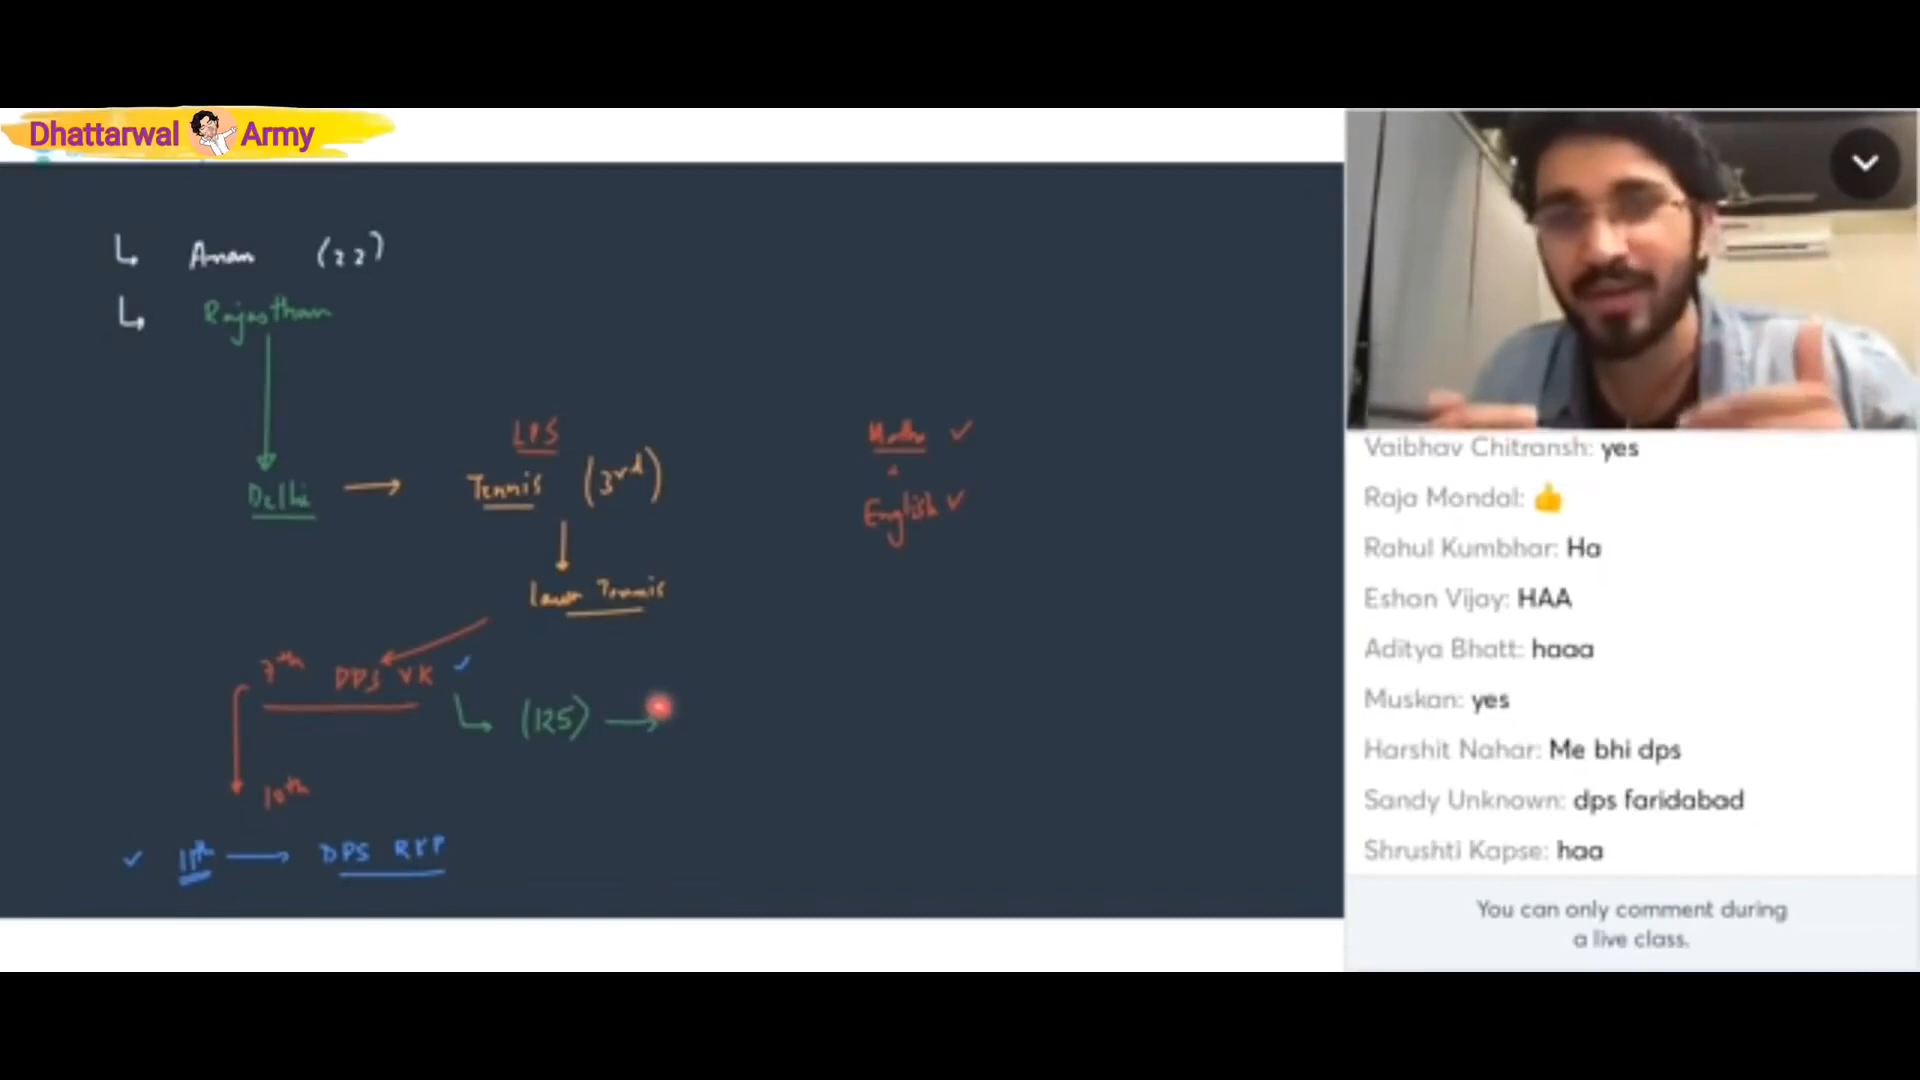 Dhattarwal Army
Aman (22)
Rajasthan
LPS
Maths
Delhi
Tennis (3rd)
English
Lawn Tennis
7th DPS VK
(125)
10th
11th DPS RKP
Vaibhav Chitransh: yes
Raja Mondal: 👍
Rahul Kumbhar: Ha
Eshan Vijay: HAA
Aditya Bhatt: haaa
Muskan: yes
Harshit Nahar: Me bhi dps
Sandy Unknown: dps faridabad
Shrushti Kapse: haa
You can only comment during
a live class.